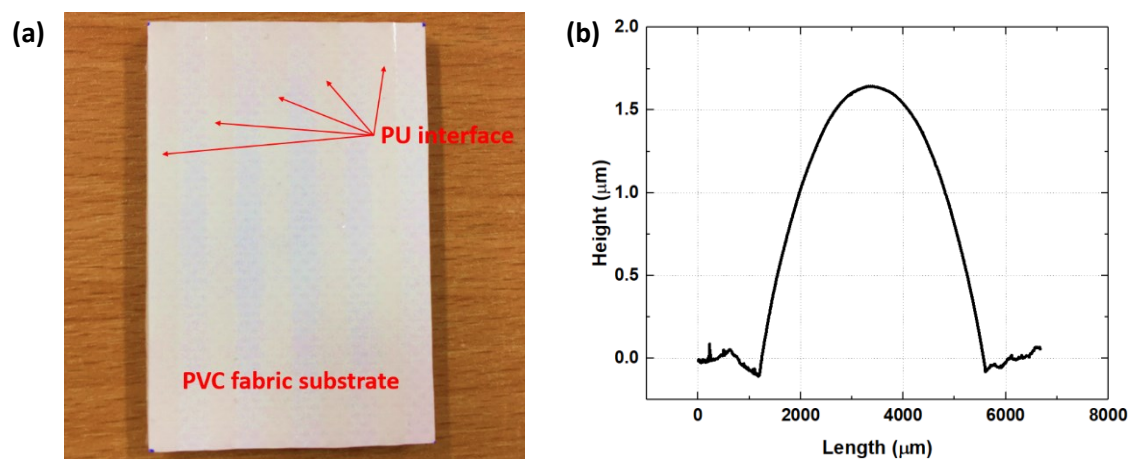 (a)
PU interface
PVC fabric substrate
(b)
2.0
1.5
1.0
0.5
0.0
Height (μm)
0
2000
4000
6000
8000
Length (μm)